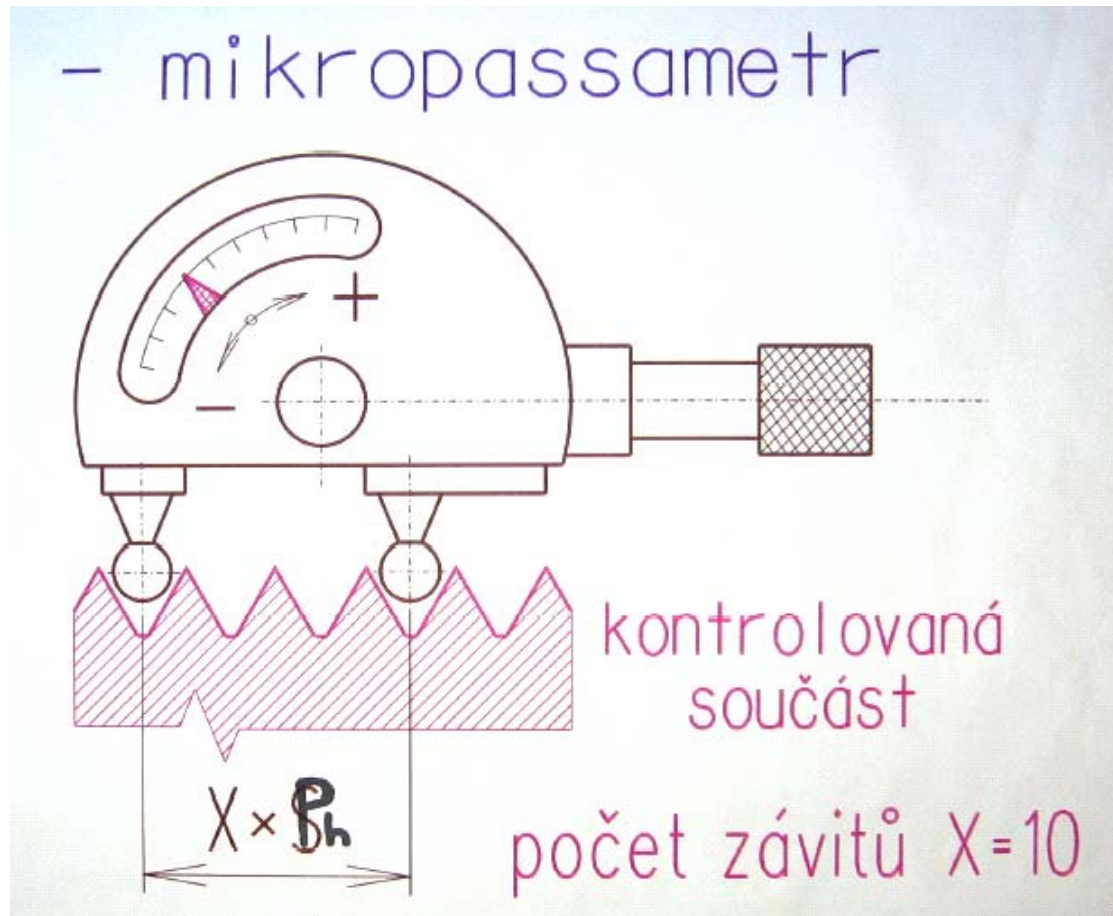 - mikropassametr
+
−
kontrolovaná
součást
X × Ph
počet závitů X=10